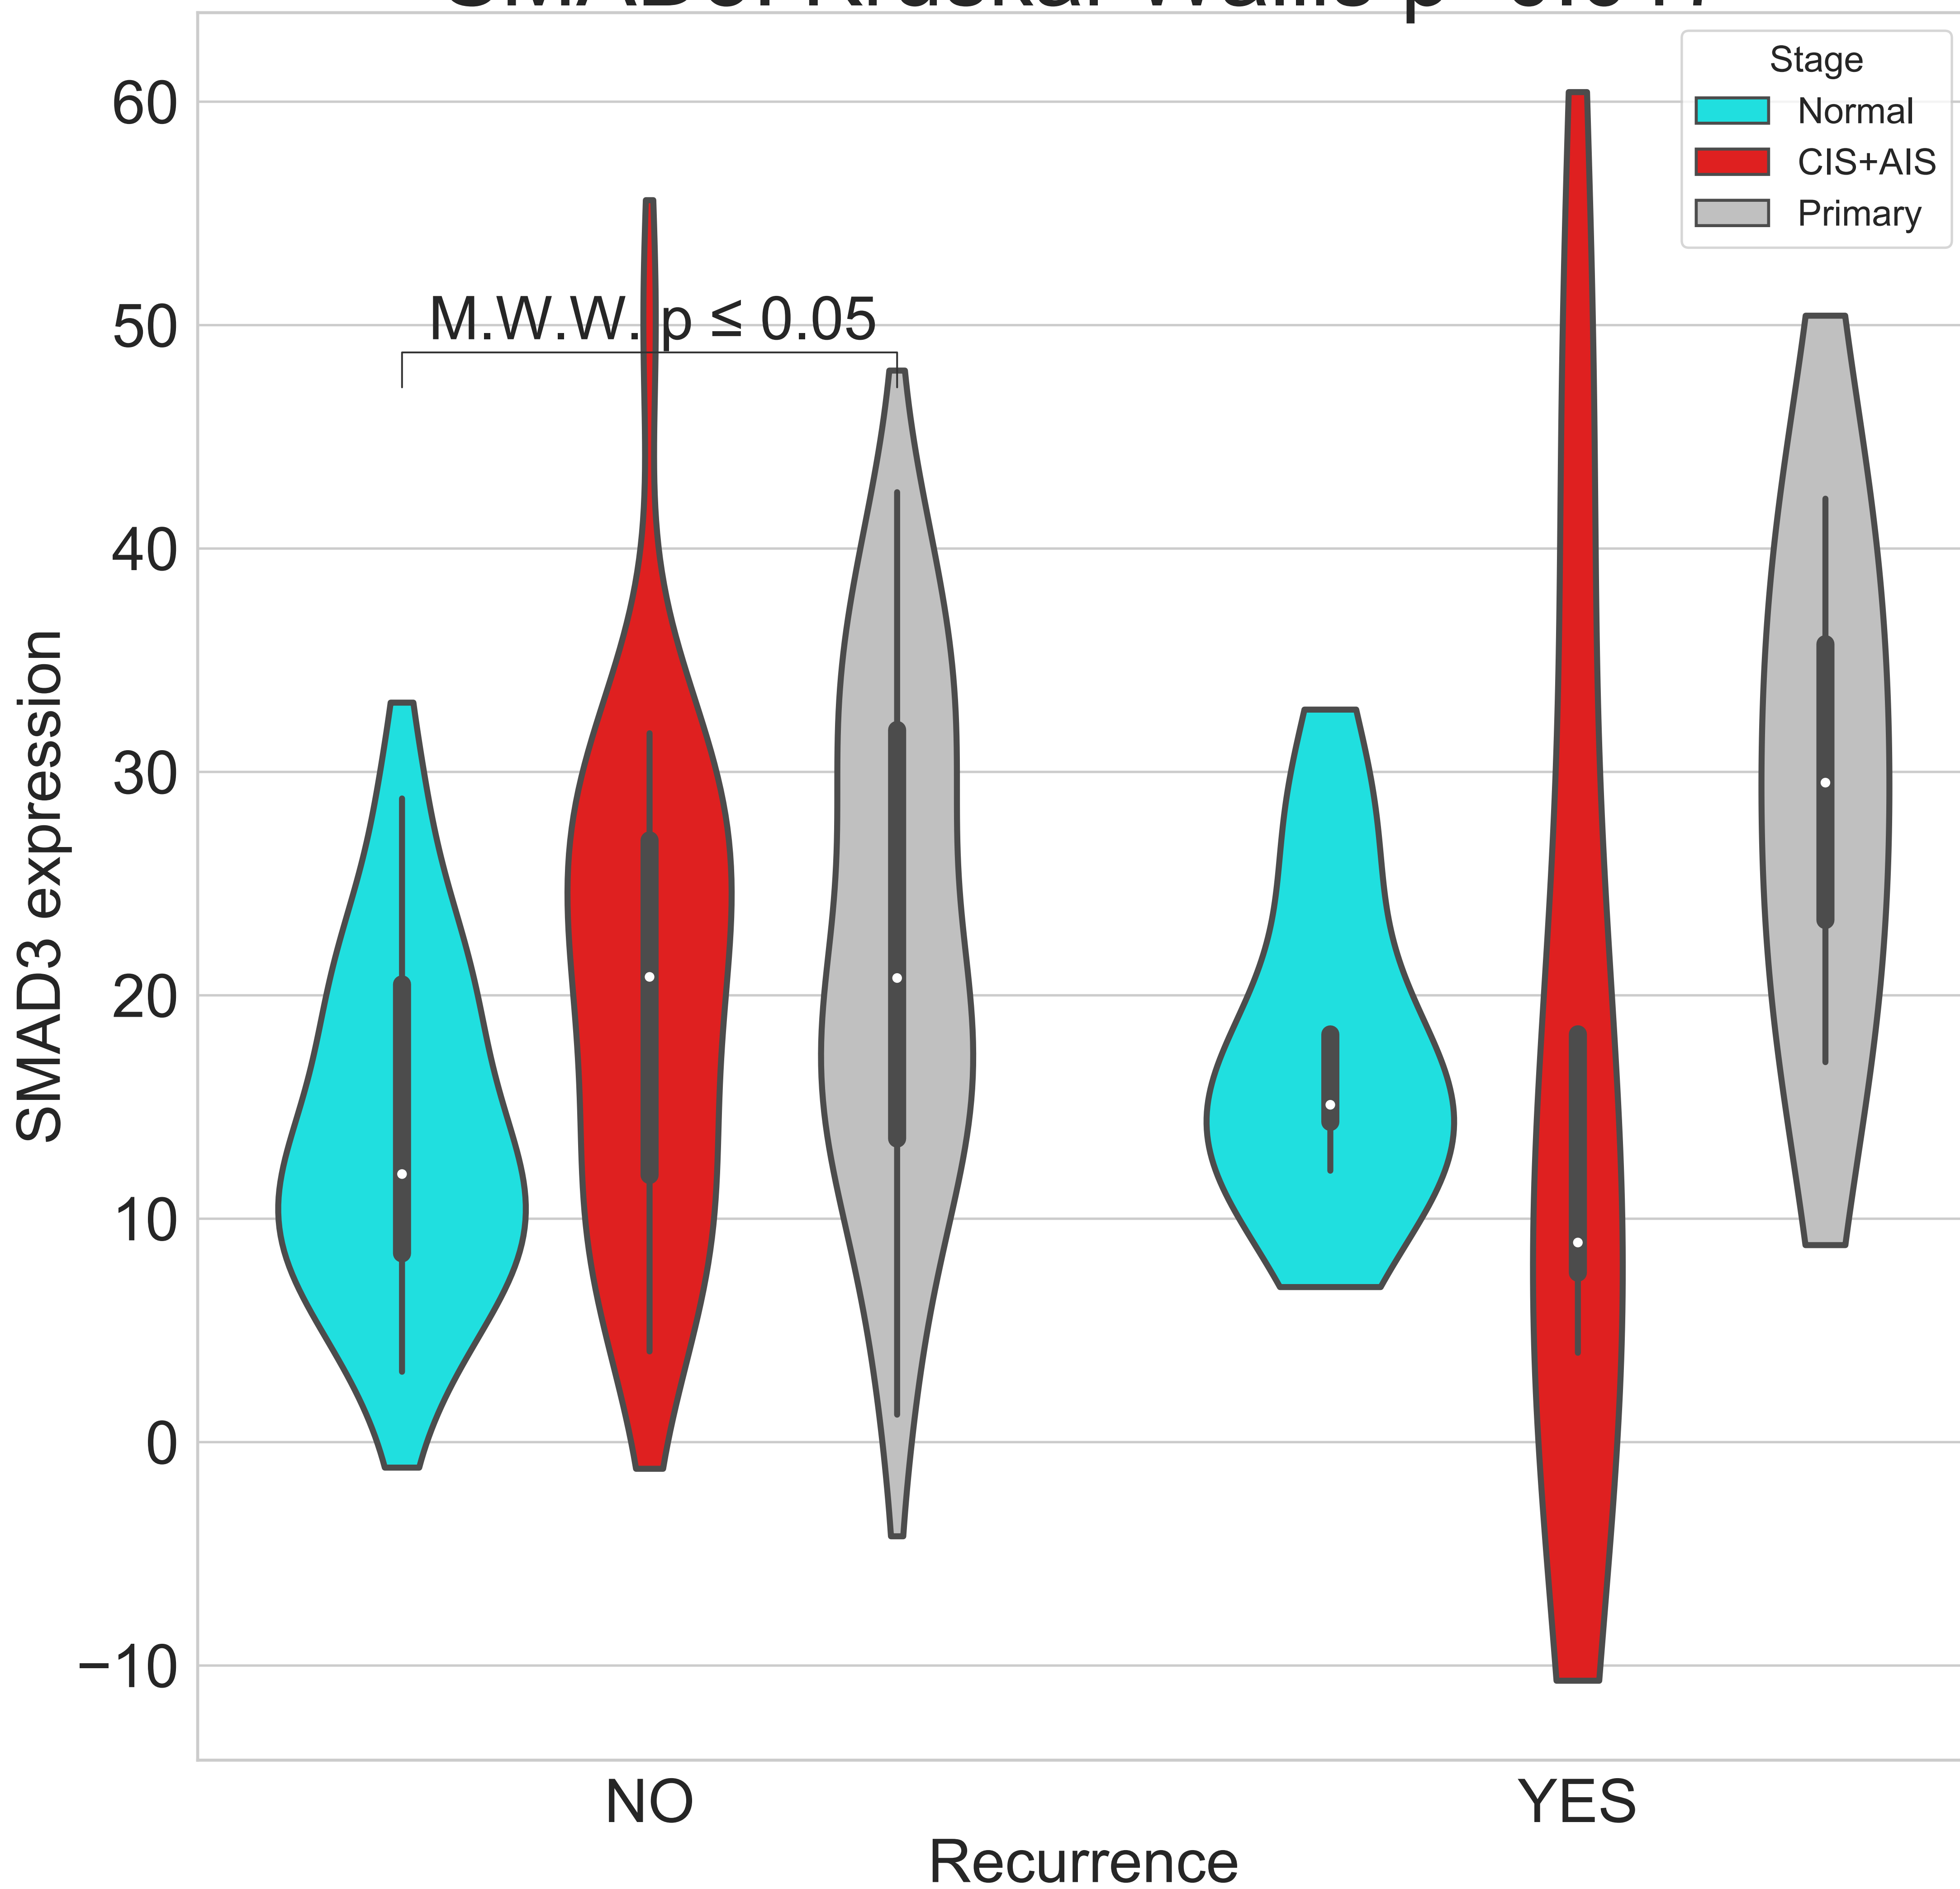 Stage
Normal
CIS+AIS
Primary
60
50
40
30
20
10
0
−10
M.W.W. p ≤ 0.05
SMAD3 expression
NO
YES
Recurrence